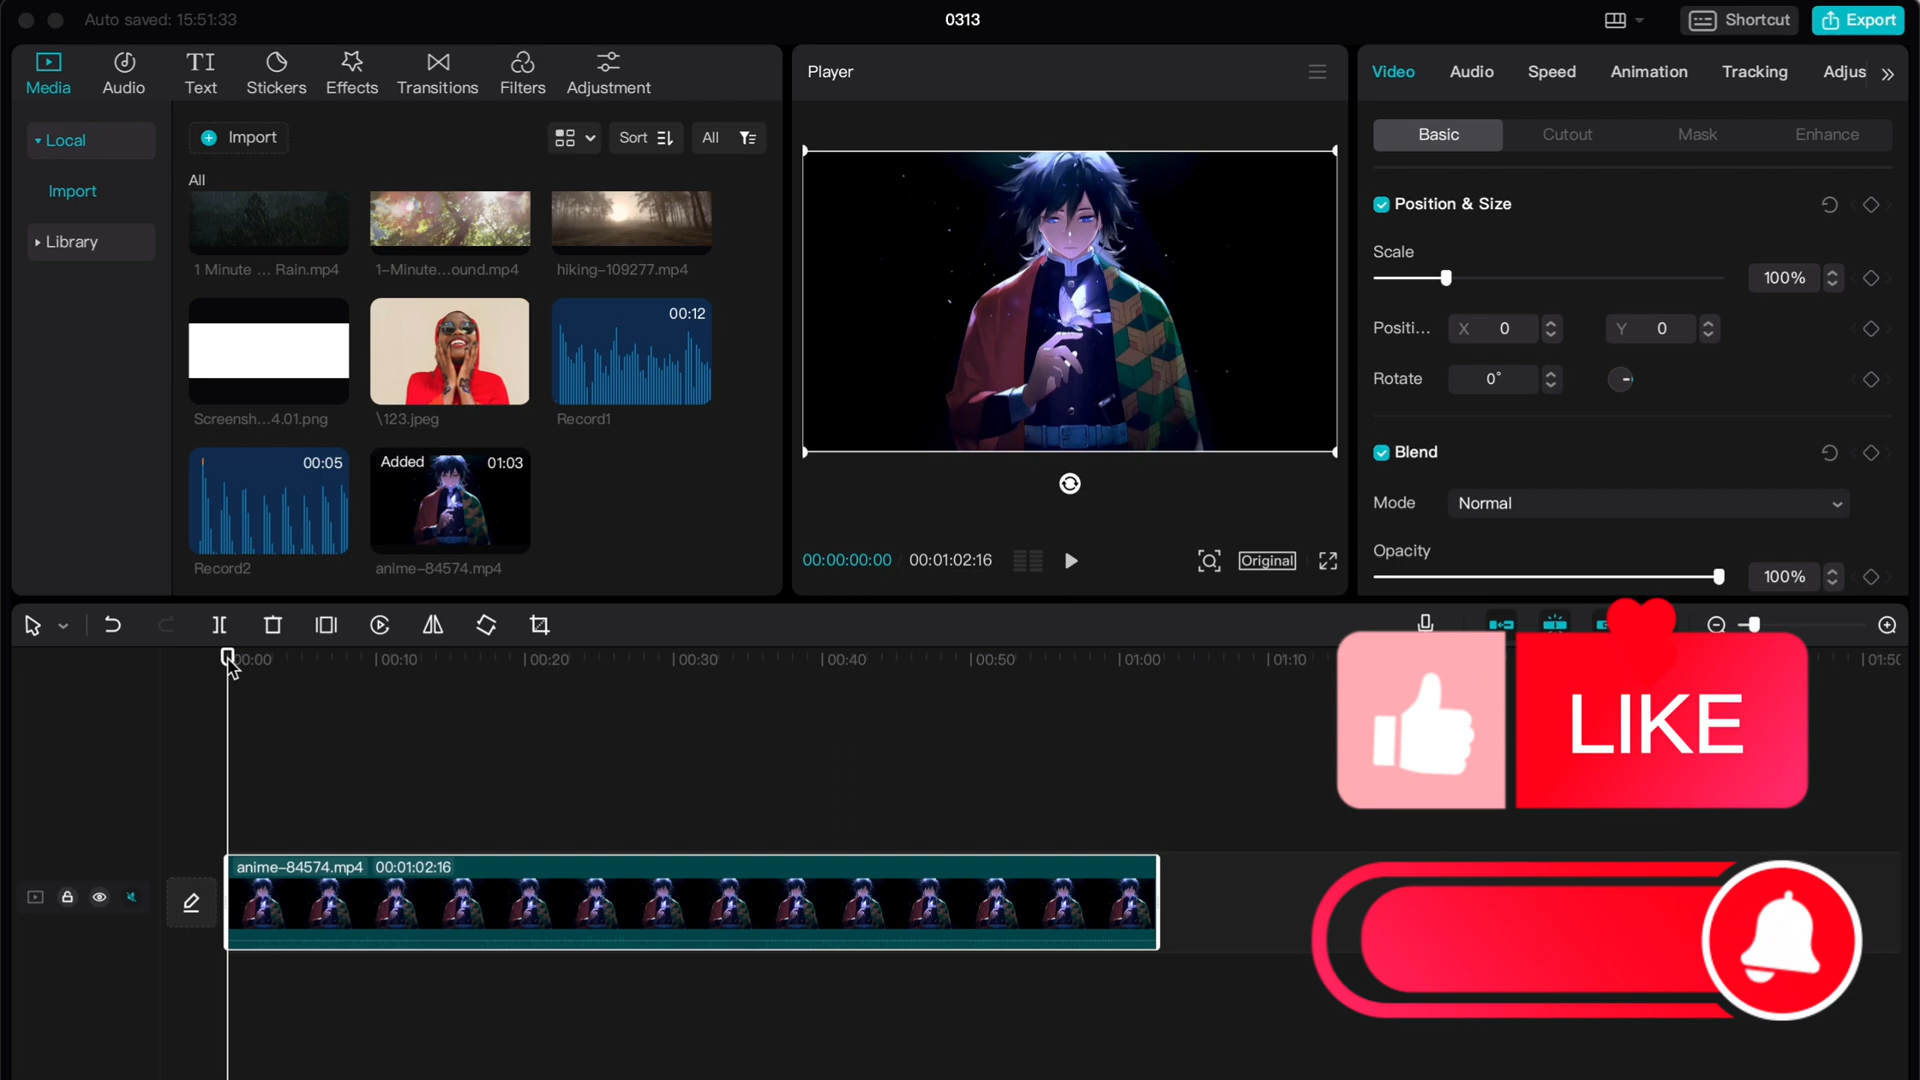 Auto saved: 15:51:33
0313
Shortcut
Export
Media
Audio
TI
Text
Stickers
Effects
Transitions
Filters
Adjustment
Player
Video
Audio
Speed
Animation
Tracking
Adjus
Local
Import
Sort
All
Basic
Cutout
Mask
Enhance
Import
Library
All
1 Minute ... Rain.mp4
1-Minute...ound.mp4
hiking-109277.mp4
00:12
Screensh...4.01.png
\123.jpeg
Record1
00:05
Added
01:03
Record2
anime-84574.mp4
00:00:00:00 / 00:01:02:16
Original
Position & Size
Scale
100%
Positi...
X 0
Y 0
Rotate
0°
Blend
Mode
Normal
Opacity
100%
00:00
00:10
00:20
00:30
00:40
00:50
01:00
01:10
01:50
anime-84574.mp4 00:01:02:16
LIKE